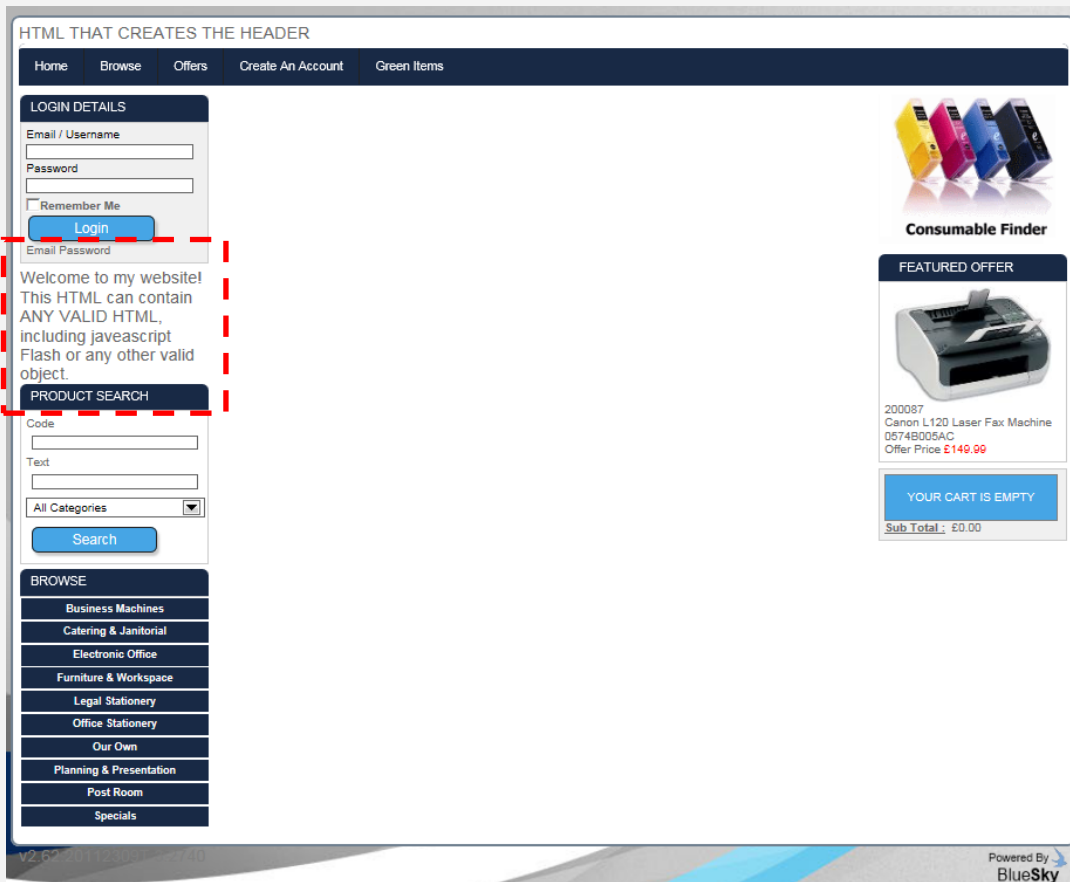 HTML THAT CREATES THE HEADER
Home Browse Offers Create An Account Green Items
LOGIN DETAILS
Email / Username
Password
Remember Me
Login
Email Password
Welcome to my website!
This HTML can contain
ANY VALID HTML,
including javeascript
Flash or any other valid
object.
PRODUCT SEARCH
Code
Text
All Categories
Search
BROWSE
Business Machines
Catering & Janitorial
Electronic Office
Furniture & Workspace
Legal Stationery
Office Stationery
Our Own
Planning & Presentation
Post Room
Specials
Consumable Finder
FEATURED OFFER
200087
Canon L120 Laser Fax Machine
0574B005AC
Offer Price £149.99
YOUR CART IS EMPTY
Sub Total : £0.00
Powered By
BlueSky